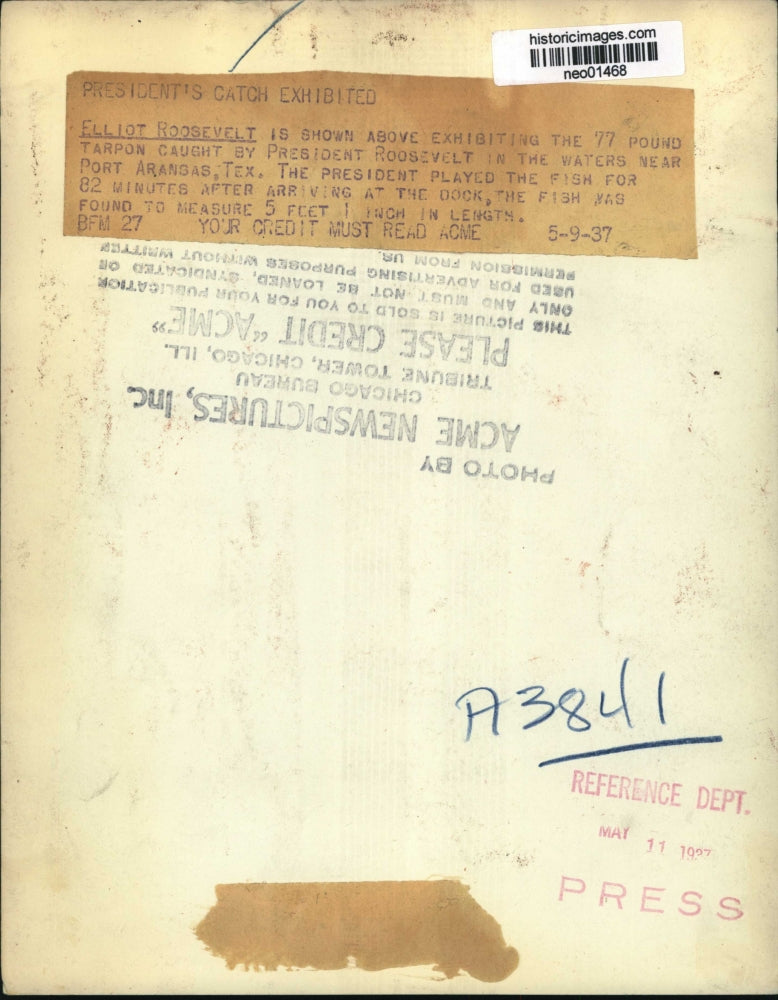 historicimages.com
neo01468
PRESIDENT'S CATCH EXHIBITED
ELLIOT ROOSEVELT IS SHOWN ABOVE EXHIBITING THE 77 POUND
TARPON CAUGHT BY PRESIDENT ROOSEVELT IN THE WATERS NEAR
PORT ARANSAS, TEX. THE PRESIDENT PLAYED THE FISH FOR
82 MINUTES AFTER ARRIVING AT THE DOCK, THE FISH WAS
FOUND TO MEASURE 5 FEET 1 INCH IN LENGTH.
BFM 27 YOUR CREDIT MUST READ ACME 5-9-37
PHOTO BY
ACME NEWSPICTURES, Inc.
CHICAGO BUREAU
TRIBUNE TOWER, CHICAGO, ILL.
PLEASE CREDIT "ACME"
THIS PICTURE IS SOLD TO YOU FOR YOUR PUBLICATION
ONLY AND MUST NOT BE LOANED, SYNDICATED OR
USED FOR ADVERTISING PURPOSES WITHOUT WRITTEN
PERMISSION FROM US.
A3841
REFERENCE DEPT.
MAY 11 1937
PRESS